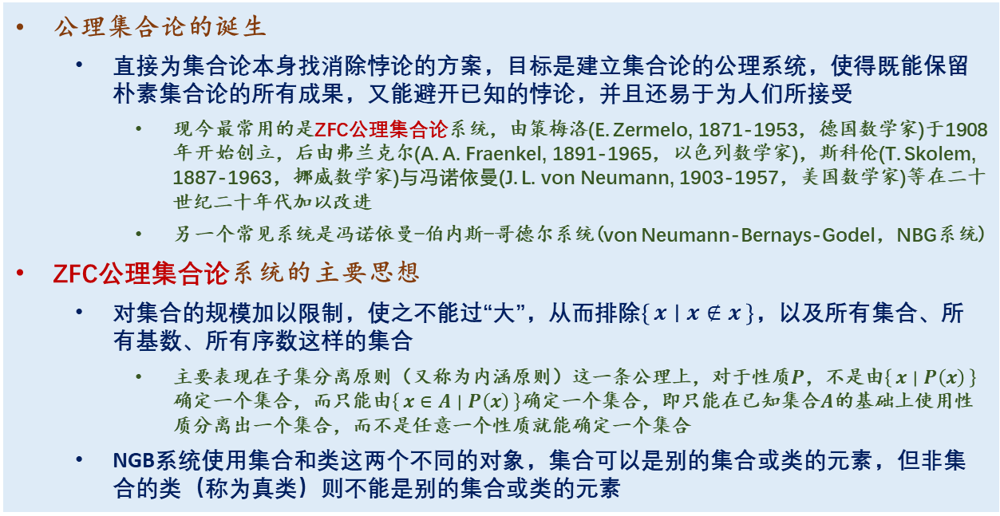 • 公理集合论的诞生
• 直接为集合论本身找消除悖论的方案，目标是建立集合论的公理系统，使得既能保留
朴素集合论的所有成果，又能避开已知的悖论，并且还易于为人们所接受
• 现今最常用的是ZFC公理集合论系统，由策梅洛(E. Zermelo, 1871-1953，德国数学家)于1908
年开始创立，后由弗兰克尔(A. A. Fraenkel, 1891-1965，以色列数学家)，斯科伦(T. Skolem,
1887-1963，挪威数学家)与冯诺依曼(J. L. von Neumann, 1903-1957，美国数学家)等在二十
世纪二十年代加以改进
• 另一个常见系统是冯诺依曼-伯内斯-哥德尔系统(von Neumann-Bernays-Godel，NBG系统)
• ZFC公理集合论系统的主要思想
• 对集合的规模加以限制，使之不能过“大”，从而排除{ x | x ∉ x }，以及所有集合、所
有基数、所有序数这样的集合
• 主要表现在子集分离原则（又称为内涵原则）这一条公理上，对于性质P，不是由{ x | P(x) }
确定一个集合，而只能由{ x ∈ A | P(x) }确定一个集合，即只能在已知集合A的基础上使用性
质分离出一个集合，而不是任意一个性质就能确定一个集合
• NGB系统使用集合和类这两个不同的对象，集合可以是别的集合或类的元素，但非集
合的类（称为真类）则不能是别的集合或类的元素